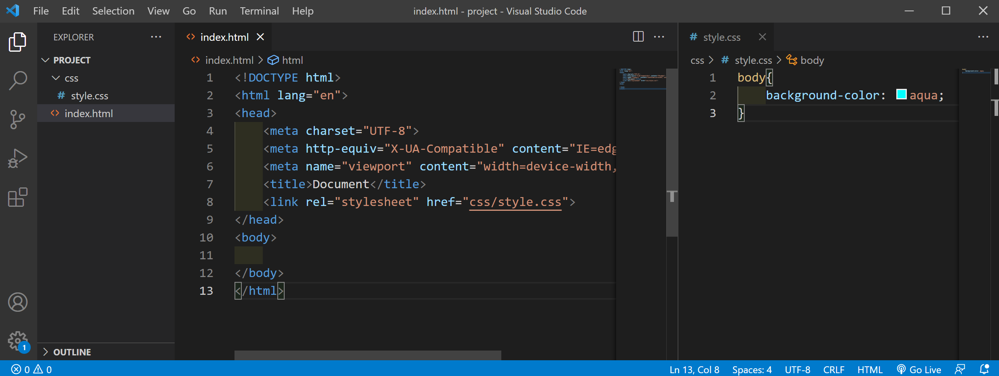 File Edit Selection View Go Run Terminal Help
index.html - project - Visual Studio Code
EXPLORER
PROJECT
css
# style.css
<> index.html
OUTLINE
<> index.html
<> index.html > html
1 <!DOCTYPE html>
2 <html lang="en">
3 <head>
4 <meta charset="UTF-8">
5 <meta http-equiv="X-UA-Compatible" content="IE=edg
6 <meta name="viewport" content="width=device-width,
7 <title>Document</title>
8 <link rel="stylesheet" href="css/style.css">
9 </head>
10 <body>
11
12 </body>
13 </html>
# style.css
css > # style.css > body
1 body{
2 background-color: aqua;
3 }
1
0 0
Ln 13, Col 8 Spaces: 4 UTF-8 CRLF HTML Go Live